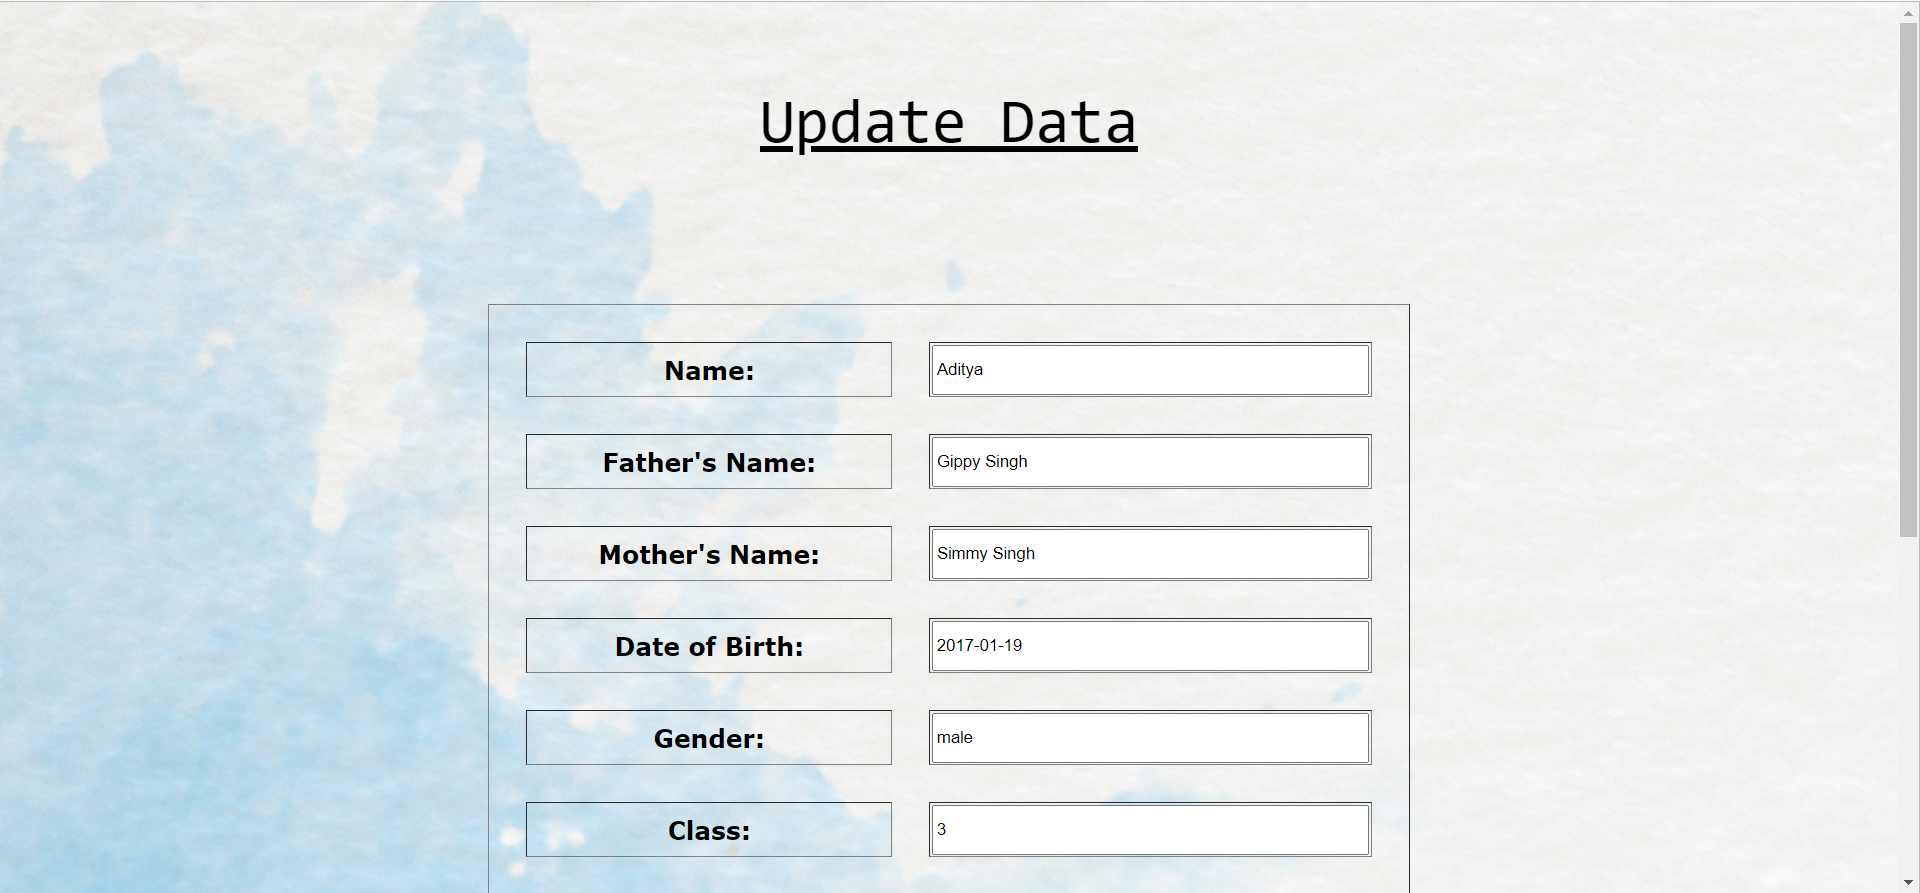 Update Data
Name: Aditya
Father's Name: Gippy Singh
Mother's Name: Simmy Singh
Date of Birth: 2017-01-19
Gender: male
Class: 3